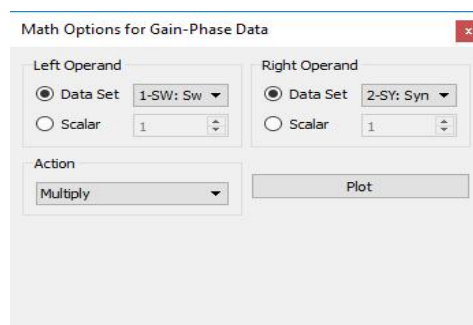 Math Options for Gain-Phase Data x
Left Operand Right Operand
Data Set 1-SW: Sw Data Set 2-SY: Syn
Scalar 1 Scalar 1
Action
Multiply Plot